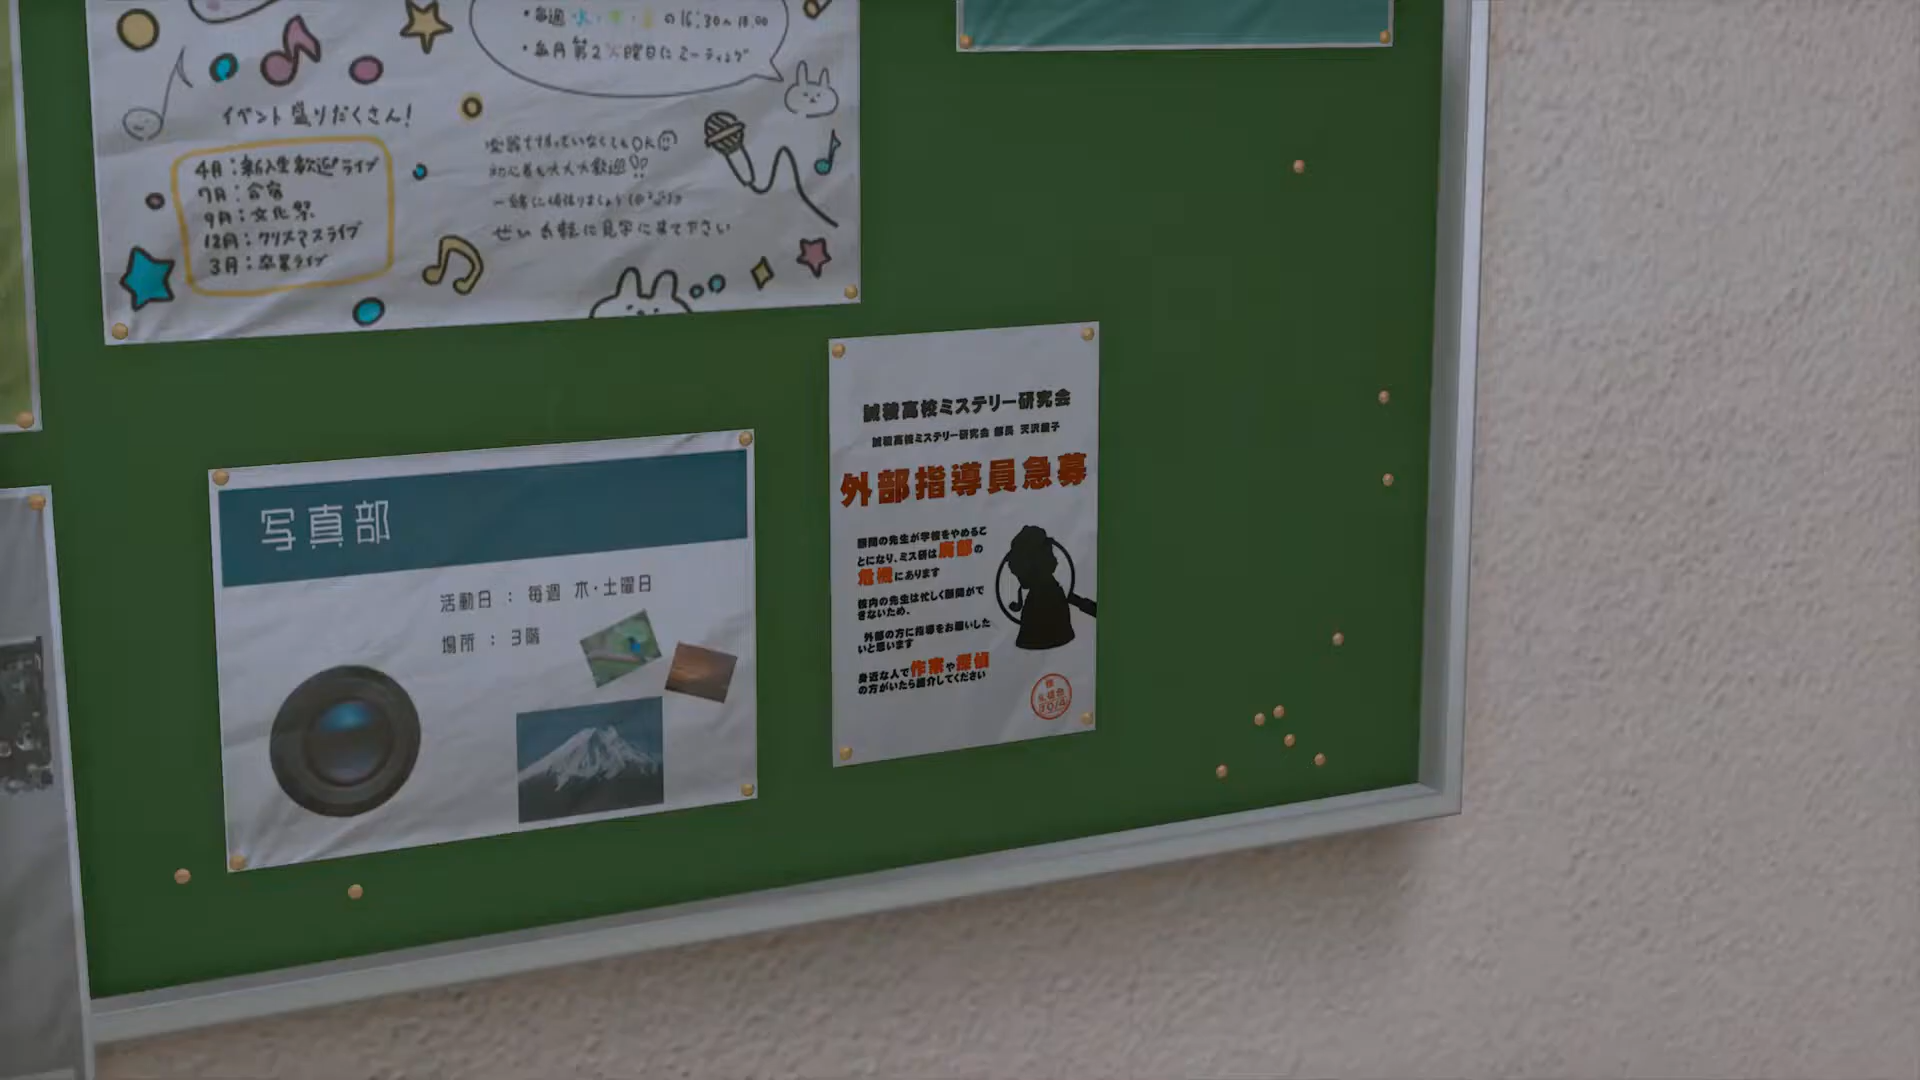 ・毎週 水・木・金 の16:30〜18:00
・毎月第2火曜日にミーティング
イベント盛りだくさん!
4月:新入生歓迎ライブ
7月:合宿
9月:文化祭
12月:クリスマスライブ
3月:卒業ライブ
楽器できなくてもOK
初心者も大大大歓迎!?
一緒に頑張りましょう
ぜひ お気軽に見学に来て下さい
誠稜高校ミステリー研究会
誠稜高校ミステリー研究会 部長 天沢
外部指導員急募
顧問の先生が学校をやめるこ
とになり、ミス研は廃部の
危機にあります
校内の先生は忙しく顧問がで
きないため、
外部の方に指導をお願いした
いと思います
身近な人で作家や探偵
の方がいたら紹介してください
写真部
活動日 : 毎週 木・土曜日
場所 : 3階